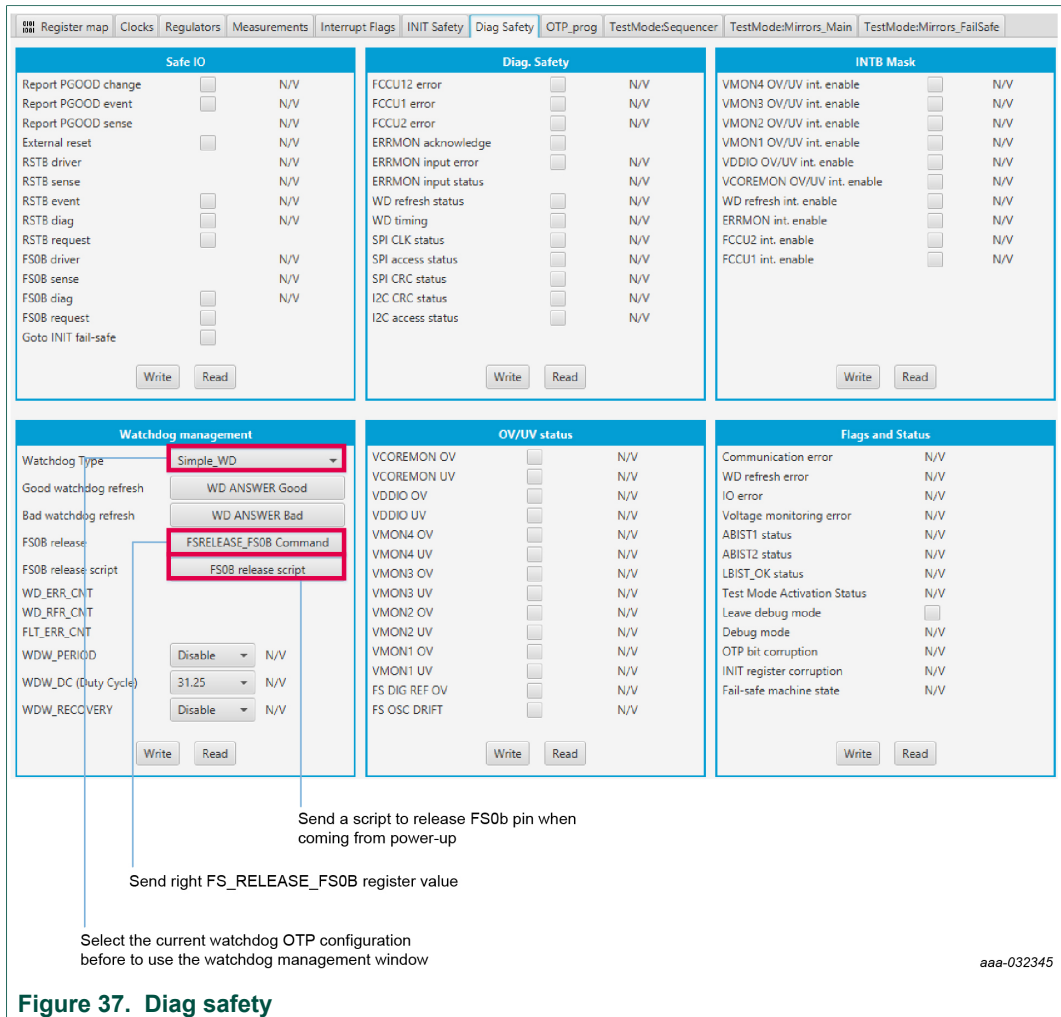 Register map Clocks Regulators Measurements Interrupt Flags INIT Safety Diag Safety OTP_prog TestMode:Sequencer TestMode:Mirrors_Main TestMode:Mirrors_FailSafe
Safe IO
Report PGOOD change N/V
Report PGOOD event N/V
Report PGOOD sense N/V
External reset N/V
RSTB driver N/V
RSTB sense N/V
RSTB event N/V
RSTB diag N/V
RSTB request
FS0B driver N/V
FS0B sense N/V
FS0B diag N/V
FS0B request
Goto INIT fail-safe
Write Read
Diag. Safety
FCCU12 error N/V
FCCU1 error N/V
FCCU2 error N/V
ERRMON acknowledge
ERRMON input error N/V
ERRMON input status N/V
WD refresh status N/V
WD timing N/V
SPI CLK status N/V
SPI access status N/V
SPI CRC status N/V
I2C CRC status N/V
I2C access status N/V
Write Read
INTB Mask
VMON4 OV/UV int. enable N/V
VMON3 OV/UV int. enable N/V
VMON2 OV/UV int. enable N/V
VMON1 OV/UV int. enable N/V
VDDIO OV/UV int. enable N/V
VCOREMON OV/UV int. enable N/V
WD refresh int. enable N/V
ERRMON int. enable N/V
FCCU2 int. enable N/V
FCCU1 int. enable N/V
Write Read
Watchdog management
Watchdog Type Simple_WD
Good watchdog refresh WD ANSWER Good
Bad watchdog refresh WD ANSWER Bad
FS0B release FSRELEASE_FS0B Command
FS0B release script FS0B release script
WD_ERR_CNT
WD_RFR_CNT
FLT_ERR_CNT
WDW_PERIOD Disable N/V
WDW_DC (Duty Cycle) 31.25 N/V
WDW_RECOVERY Disable N/V
Write Read
OV/UV status
VCOREMON OV N/V
VCOREMON UV N/V
VDDIO OV N/V
VDDIO UV N/V
VMON4 OV N/V
VMON4 UV N/V
VMON3 OV N/V
VMON3 UV N/V
VMON2 OV N/V
VMON2 UV N/V
VMON1 OV N/V
VMON1 UV N/V
FS DIG REF OV N/V
FS OSC DRIFT N/V
Write Read
Flags and Status
Communication error N/V
WD refresh error N/V
IO error N/V
Voltage monitoring error N/V
ABIST1 status N/V
ABIST2 status N/V
LBIST_OK status N/V
Test Mode Activation Status N/V
Leave debug mode
Debug mode N/V
OTP bit corruption N/V
INIT register corruption N/V
Fail-safe machine state N/V
Write Read
Send a script to release FS0b pin when
coming from power-up
Send right FS_RELEASE_FS0B register value
Select the current watchdog OTP configuration
before to use the watchdog management window
aaa-032345
Figure 37. Diag safety